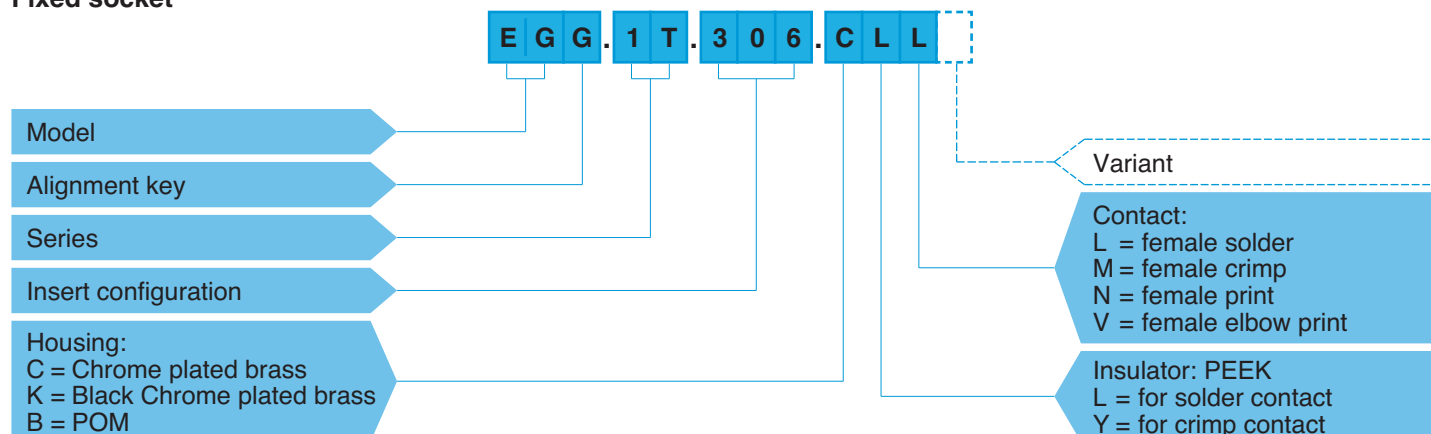 Fixed socket
E G G . 1 T . 3 0 6 . C L L
Model
Alignment key
Series
Insert configuration
Housing:
C = Chrome plated brass
K = Black Chrome plated brass
B = POM
Variant
Contact:
L = female solder
M = female crimp
N = female print
V = female elbow print
Insulator: PEEK
L = for solder contact
Y = for crimp contact